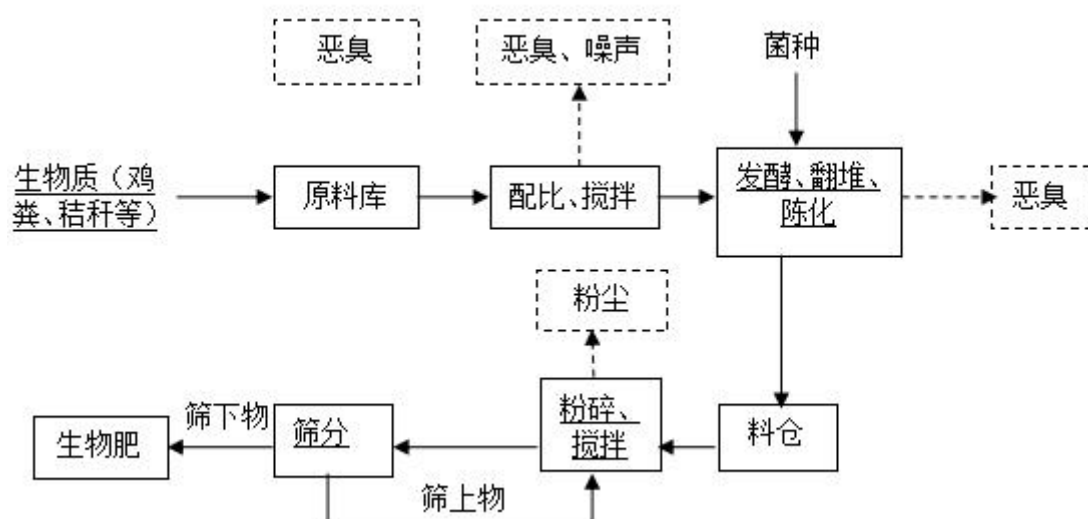 恶臭
恶臭、噪声
菌种
生物质（鸡
粪、秸秆等）
原料库
配比、搅拌
发酵、翻堆、
陈化
恶臭
粉尘
生物肥
筛下物
筛分
粉碎、
搅拌
料仓
筛上物